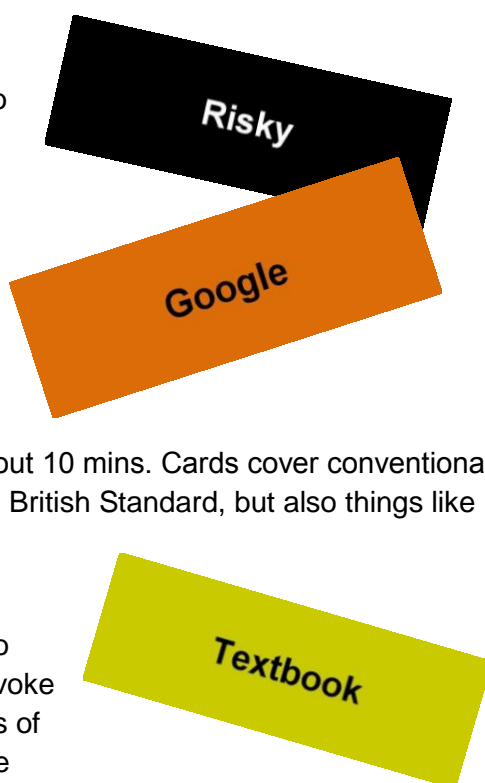 o
Risky
Google
out 10 mins. Cards cover conventiona
British Standard, but also things like
Textbook
o
voke
s of
e